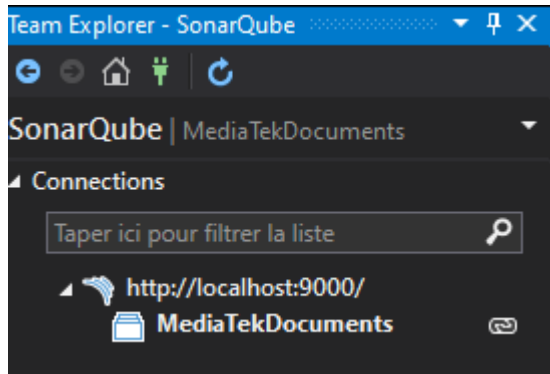 Team Explorer - SonarQube
SonarQube | MediaTekDocuments
Connections
Taper ici pour filtrer la liste
http://localhost:9000/
MediaTekDocuments